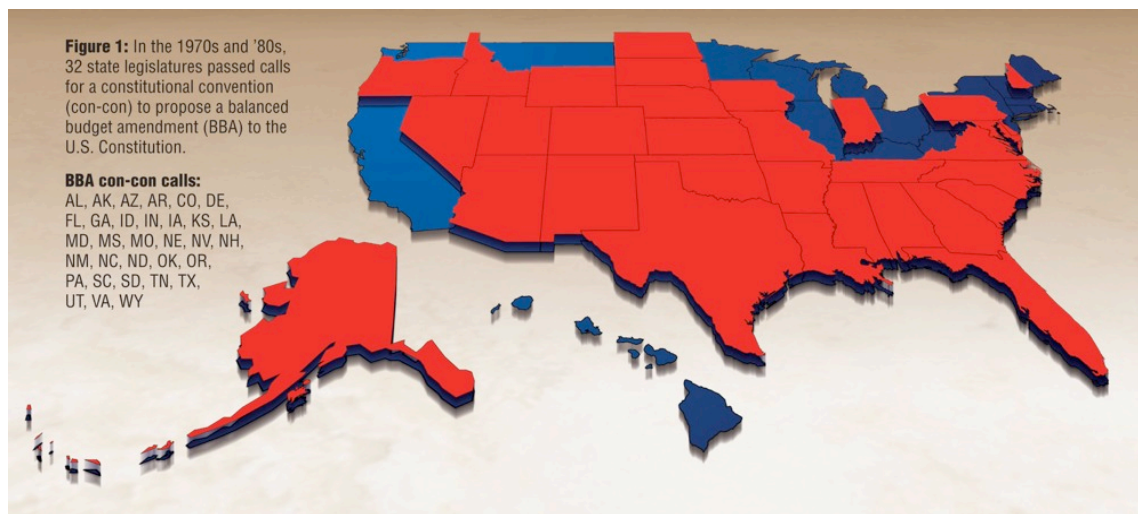 Figure 1: In the 1970s and ’80s,
32 state legislatures passed calls
for a constitutional convention
(con-con) to propose a balanced
budget amendment (BBA) to the
U.S. Constitution.
BBA con-con calls:
AL, AK, AZ, AR, CO, DE,
FL, GA, ID, IN, IA, KS, LA,
MD, MS, MO, NE, NV, NH,
NM, NC, ND, OK, OR,
PA, SC, SD, TN, TX,
UT, VA, WY